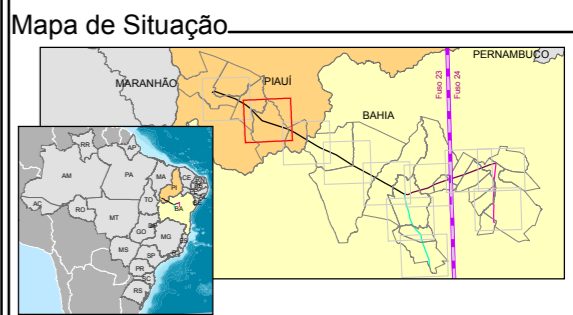 Mapa de Situação
PERNAMBUCO
MARANHÃO
PIAUÍ
BAHIA
Fuso 23
Fuso 24
RR
AP
AM
PA
MA
CE
PI
AC
RO
TO
BA
MT
GO
DF
MG
ES
MS
SP
PR
SC
RS